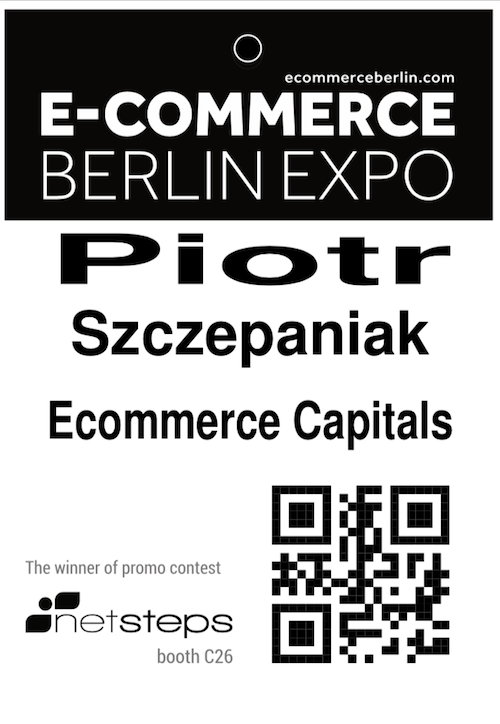 ecommerceberlin.com
E-COMMERCE
BERLIN EXPO
Piotr
Szczepaniak
Ecommerce Capitals
The winner of promo contest
netsteps
booth C26